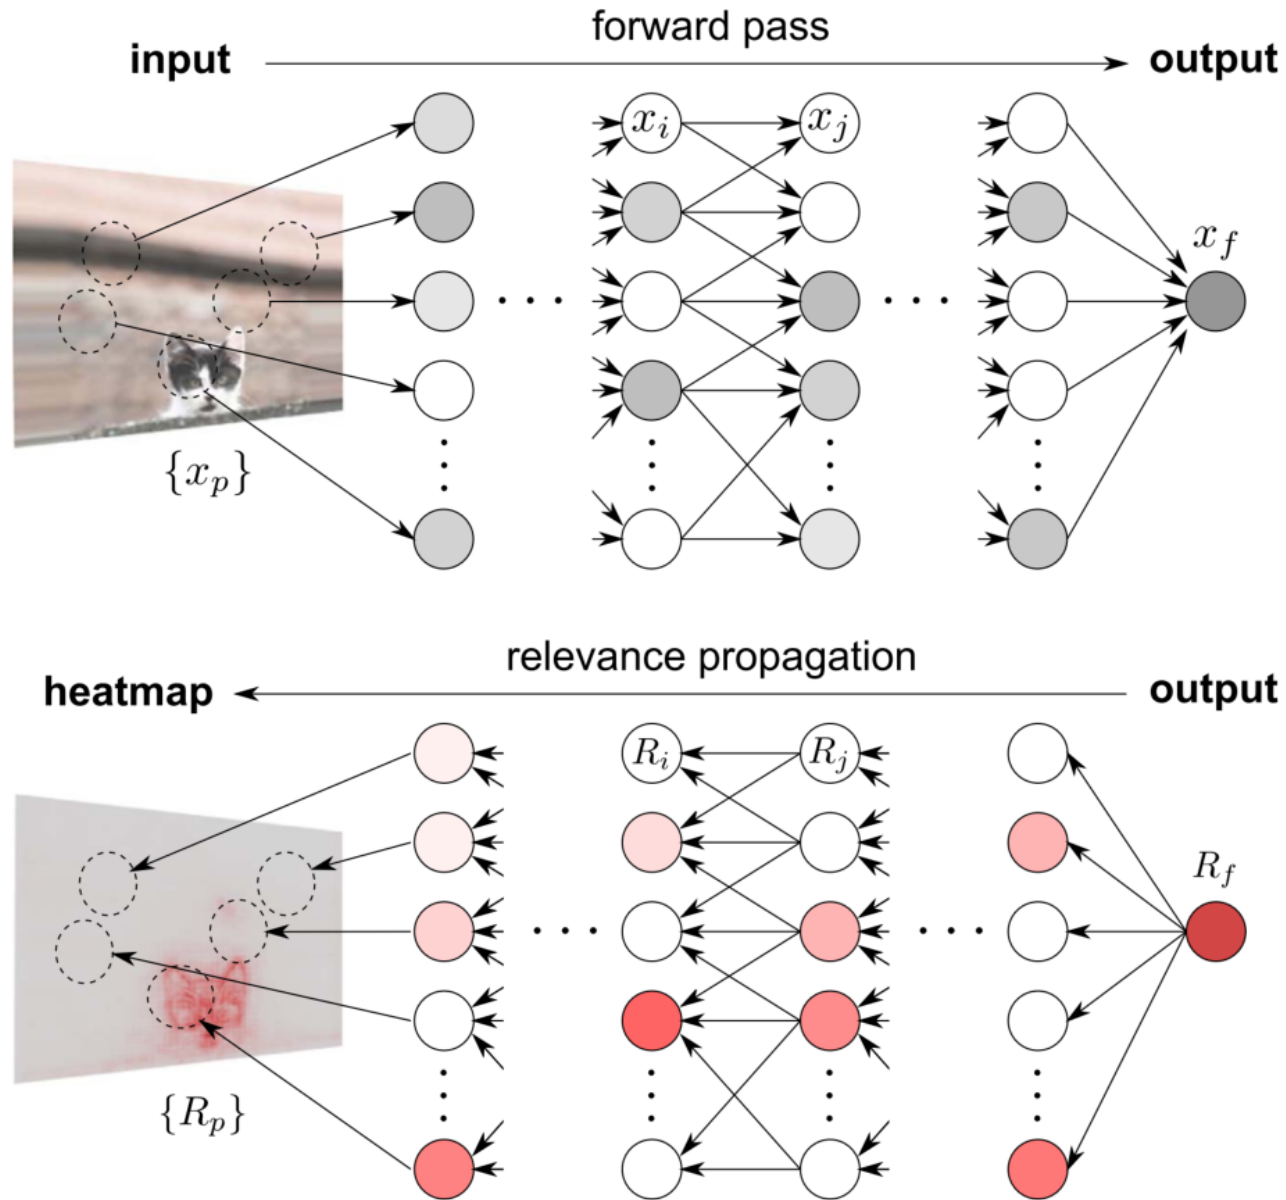 forward pass
input output
x_i x_j
x_f
{x_p}
relevance propagation
heatmap output
R_i R_j
R_f
{R_p}